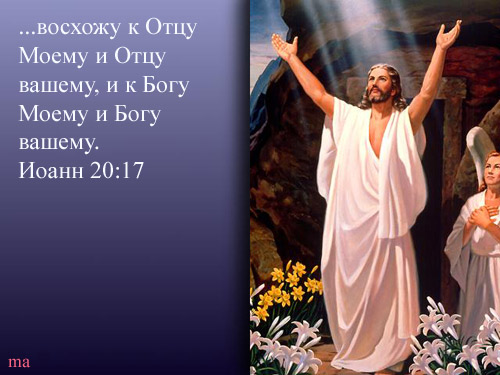 ...восхожу к Отцу
Моему и Отцу
вашему, и к Богу
Моему и Богу
вашему.
Иоанн 20:17
ma